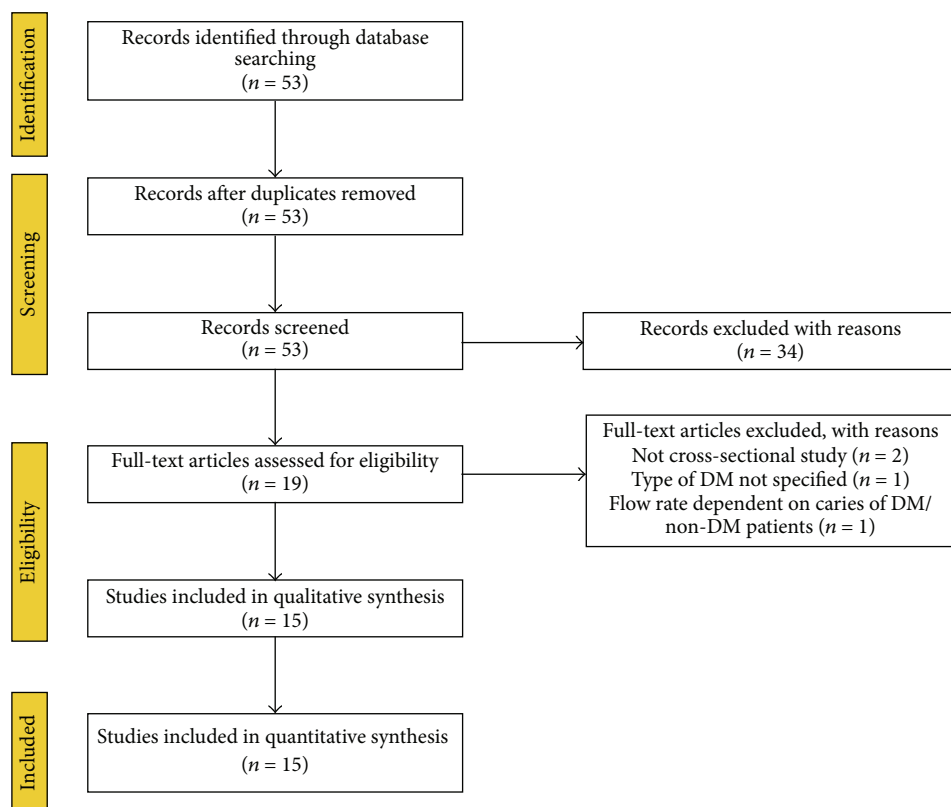 Identification
Records identified through database
searching
(n = 53)
Screening
Records after duplicates removed
(n = 53)
Records screened
(n = 53)
Records excluded with reasons
(n = 34)
Eligibility
Full-text articles assessed for eligibility
(n = 19)
Full-text articles excluded, with reasons
Not cross-sectional study (n = 2)
Type of DM not specified (n = 1)
Flow rate dependent on caries of DM/
non-DM patients (n = 1)
Studies included in qualitative synthesis
(n = 15)
Included
Studies included in quantitative synthesis
(n = 15)